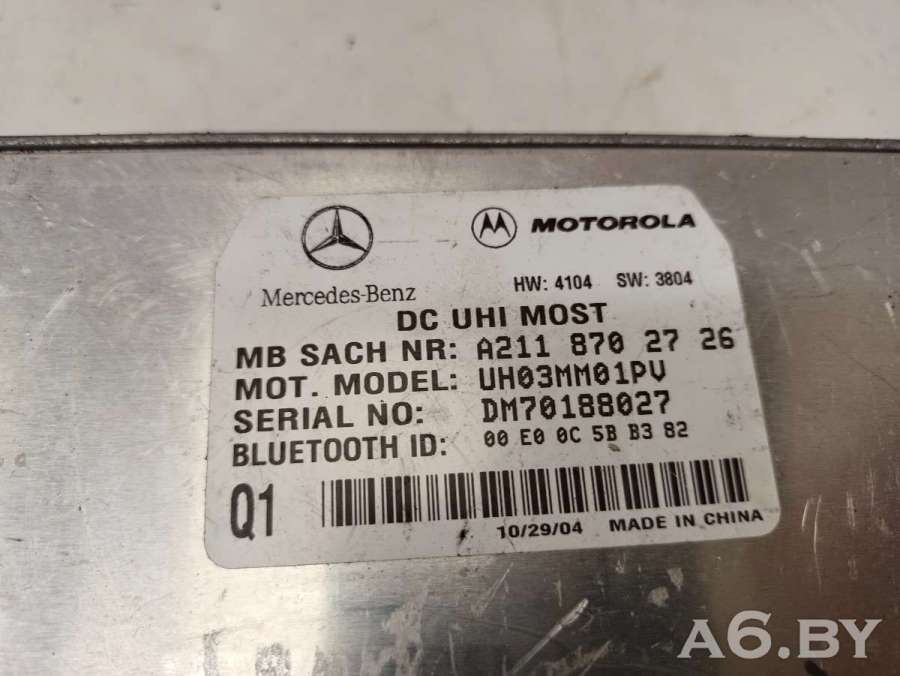 MOTOROLA
Mercedes-Benz
HW: 4104 SW: 3804
DC UHI MOST
MB SACH NR: A211 870 27 26
MOT. MODEL: UH03MM01PV
SERIAL NO: DM70188027
BLUETOOTH ID: 00 E0 0C 5B B3 82
Q1
10/29/04 MADE IN CHINA
A6.BY